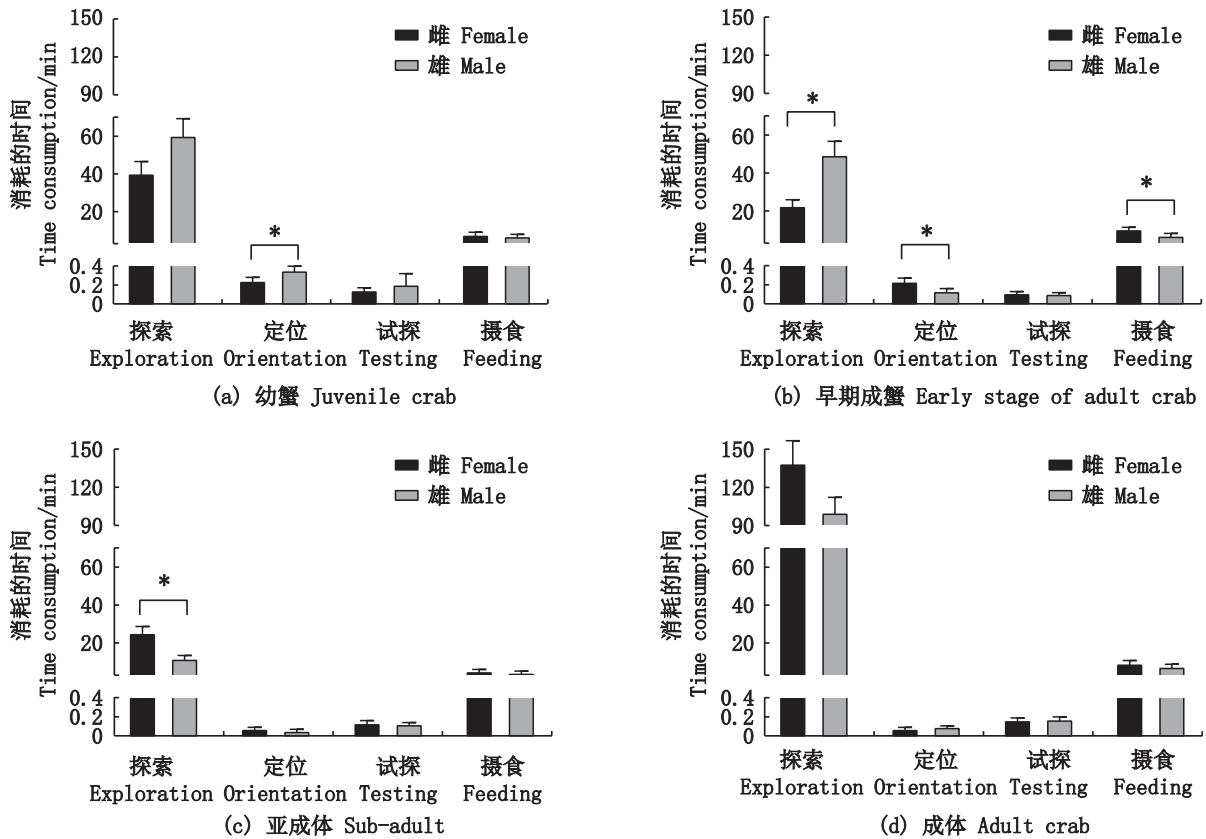 消耗的时间
Time consumption/min
150
120
90
60
40
20
0.4
0.2
0
雌 Female
雄 Male
*
探索 定位 试探 摄食
Exploration Orientation Testing Feeding
(a) 幼蟹 Juvenile crab
消耗的时间
Time consumption/min
150
120
90
60
40
20
0.4
0.2
0
雌 Female
雄 Male
*
*
*
探索 定位 试探 摄食
Exploration Orientation Testing Feeding
(b) 早期成蟹 Early stage of adult crab
消耗的时间
Time consumption/min
150
120
90
60
40
20
0.4
0.2
0
雌 Female
雄 Male
*
探索 定位 试探 摄食
Exploration Orientation Testing Feeding
(c) 亚成体 Sub-adult
消耗的时间
Time consumption/min
150
120
90
60
40
20
0.4
0.2
0
雌 Female
雄 Male
探索 定位 试探 摄食
Exploration Orientation Testing Feeding
(d) 成体 Adult crab